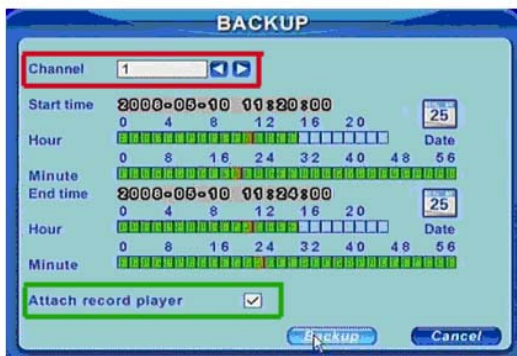 BACKUP
Channel 1
Start time 2008-05-10 11:20:00
25
0 4 8 12 16 20
Hour Date
0 8 16 24 32 40 48 56
Minute
End time 2008-05-10 11:24:00
25
0 4 8 12 16 20
Hour Date
0 8 16 24 32 40 48 56
Minute
Attach record player
Backup Cancel